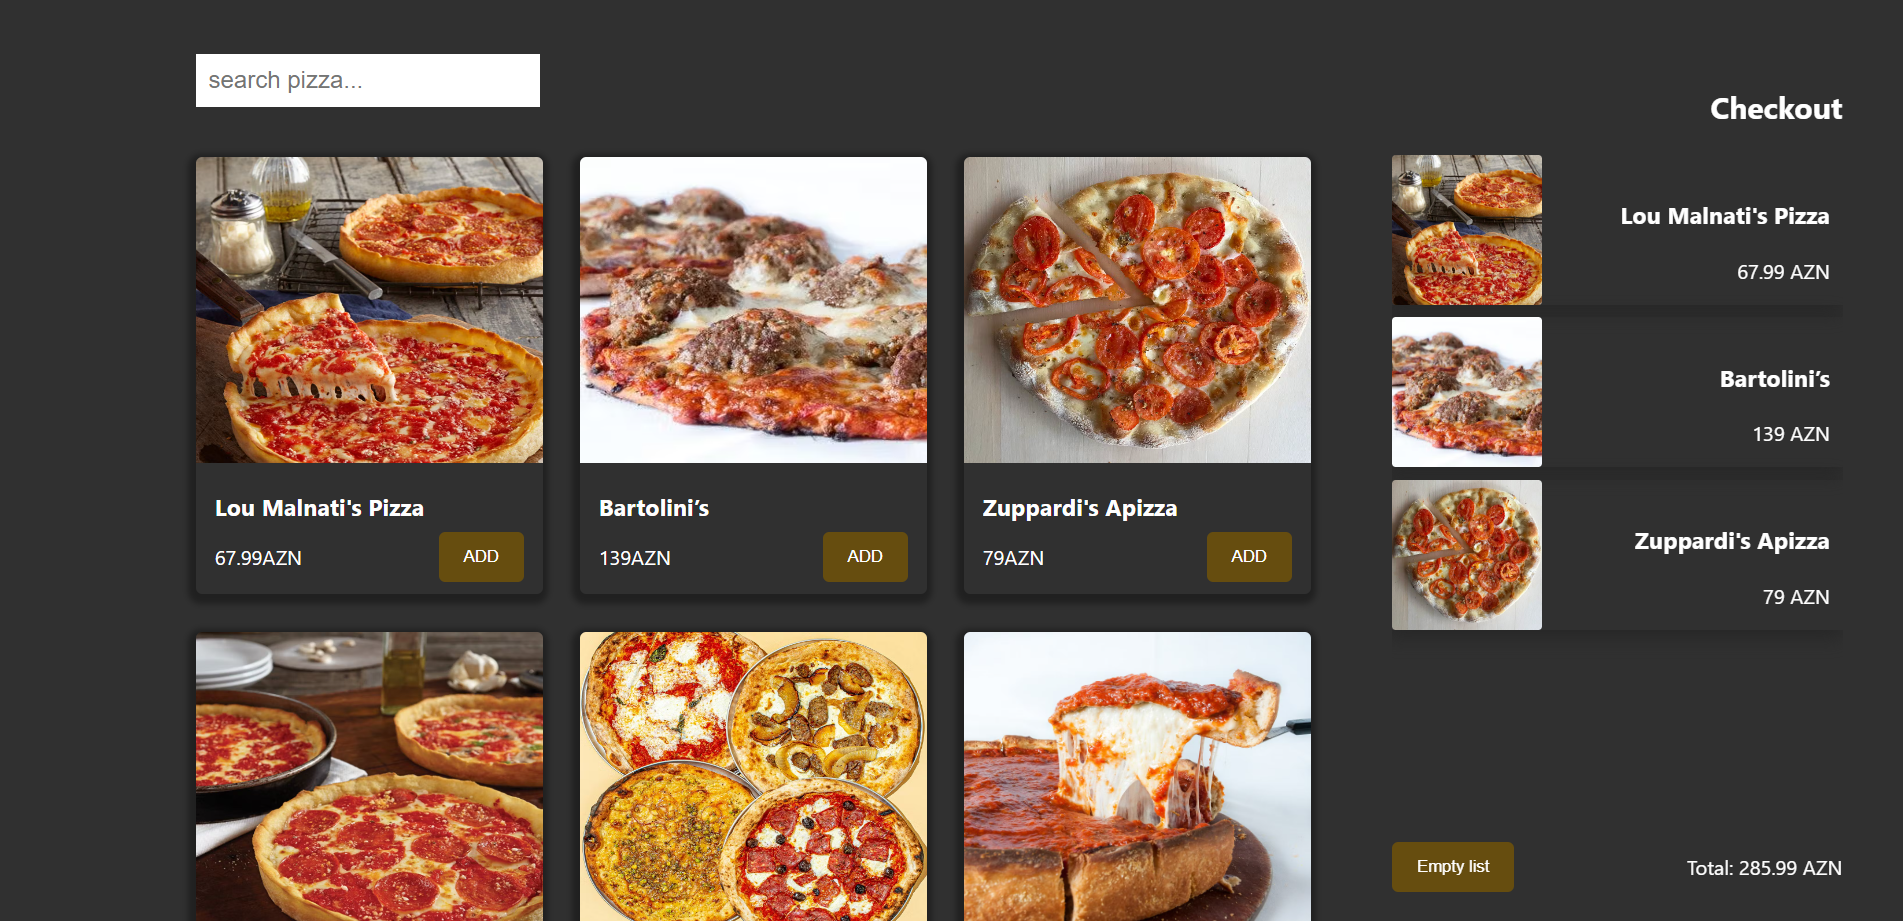 search pizza...
Checkout
Lou Malnati's Pizza
67.99AZN
ADD
Bartolini’s
139AZN
ADD
Zuppardi's Apizza
79AZN
ADD
Lou Malnati's Pizza
67.99 AZN
Bartolini’s
139 AZN
Zuppardi's Apizza
79 AZN
Empty list
Total: 285.99 AZN